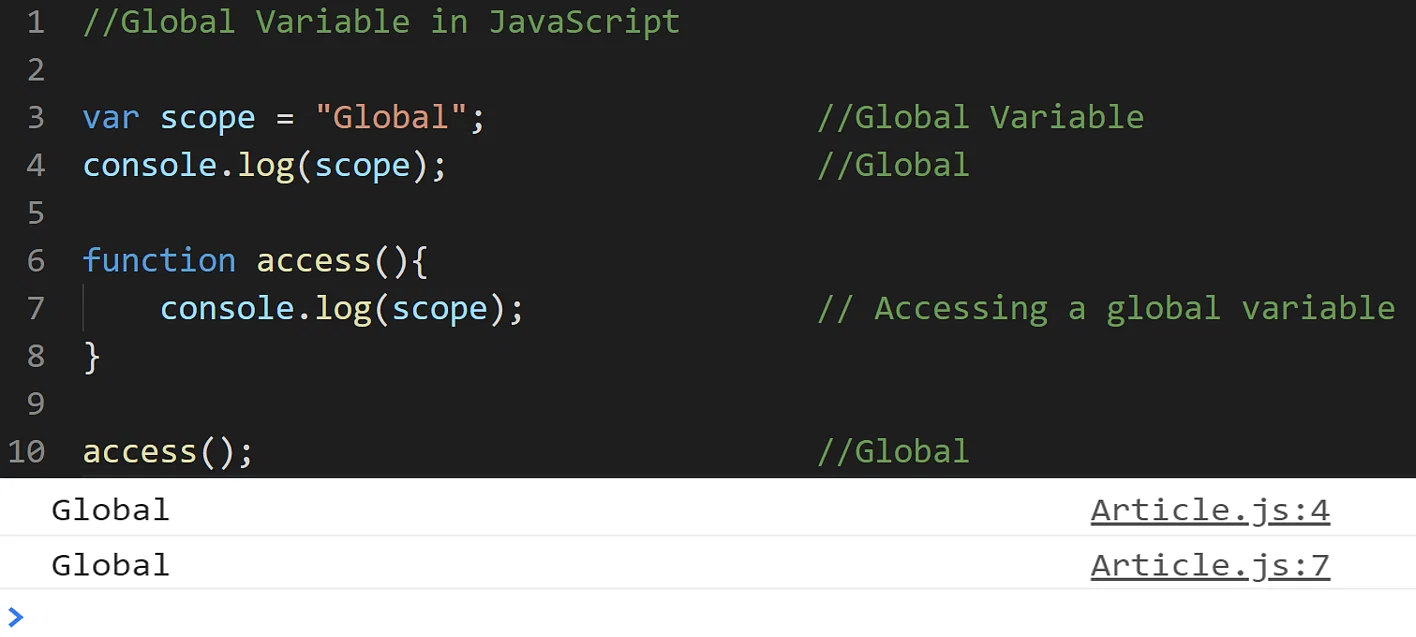 1 //Global Variable in JavaScript
2
3 var scope = "Global"; //Global Variable
4 console.log(scope); //Global
5
6 function access(){
7 console.log(scope); // Accessing a global variable
8 }
9
10 access(); //Global
Global Article.js:4
Global Article.js:7
>